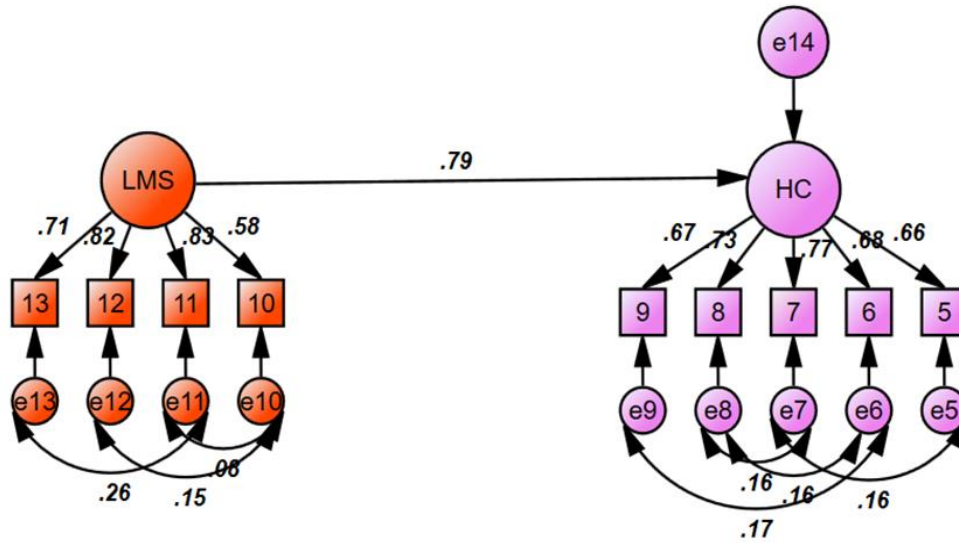 e14
LMS
.79
HC
.71 .82 .83 .58
.67 .73 .77 .68 .66
13 12 11 10
9 8 7 6 5
e13 e12 e11 e10
e9 e8 e7 e6 e5
.08
.26 .15
.16 .16 .16
.17